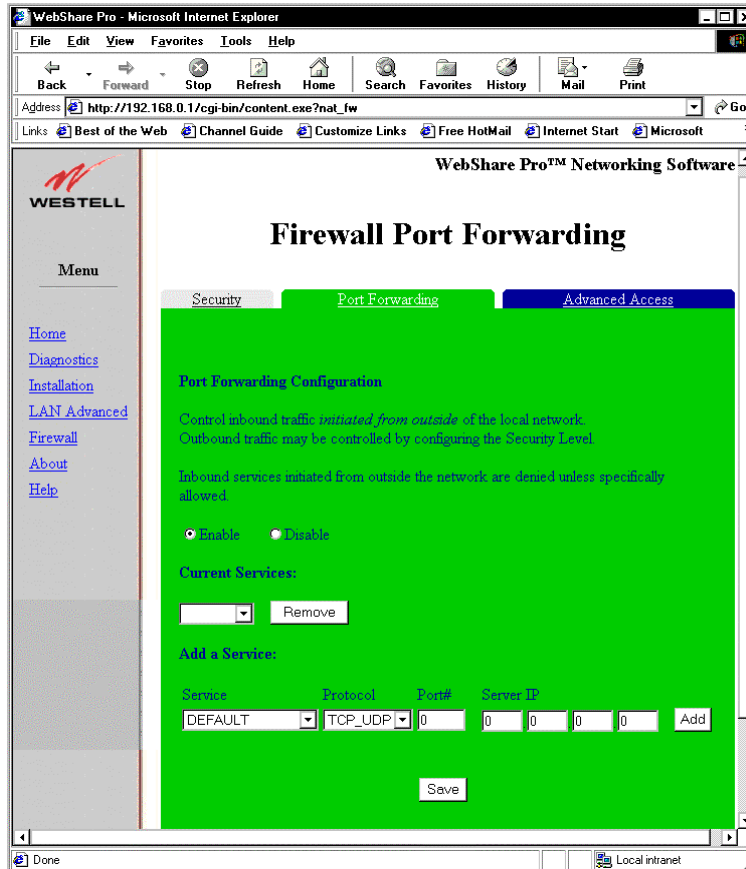 WebShare Pro - Microsoft Internet Explorer
File Edit View Favorites Tools Help
Back Forward Stop Refresh Home Search Favorites History Mail Print
Address http://192.168.0.1/cgi-bin/content.exe?nat_fw Go
Links Best of the Web Channel Guide Customize Links Free HotMail Internet Start Microsoft
WebShare Pro™ Networking Software
WESTELL
Firewall Port Forwarding
Menu
Security Port Forwarding Advanced Access
Home
Diagnostics
Installation
LAN Advanced
Firewall
About
Help
Port Forwarding Configuration
Control inbound traffic initiated from outside of the local network.
Outbound traffic may be controlled by configuring the Security Level.
Inbound services initiated from outside the network are denied unless specifically
allowed.
Enable Disable
Current Services:
Remove
Add a Service:
Service Protocol Port# Server IP
DEFAULT TCP_UDP 0 0 . 0 . 0 . 0 Add
Save
Done Local intranet